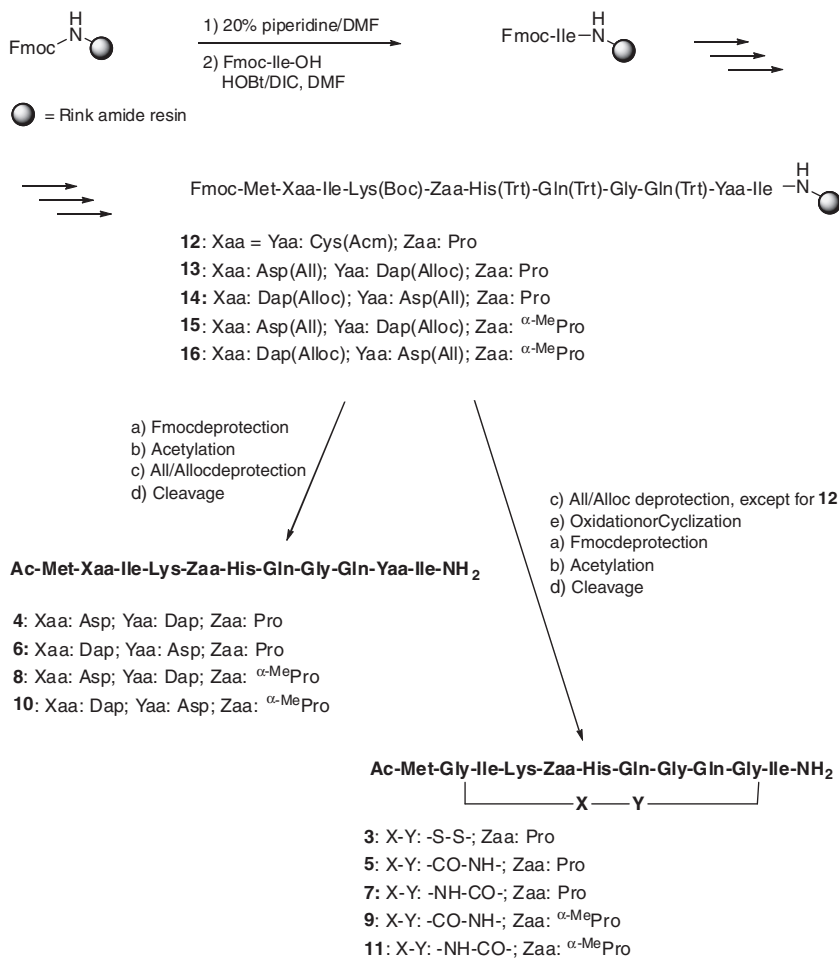 H
Fmoc N
1) 20% piperidine/DMF
2) Fmoc-Ile-OH
HOBt/DIC, DMF
H
Fmoc-Ile—N
= Rink amide resin
Fmoc-Met-Xaa-Ile-Lys(Boc)-Zaa-His(Trt)-Gln(Trt)-Gly-Gln(Trt)-Yaa-Ile —N
H
12: Xaa = Yaa: Cys(Acm); Zaa: Pro
13: Xaa: Asp(All); Yaa: Dap(Alloc); Zaa: Pro
14: Xaa: Dap(Alloc); Yaa: Asp(All); Zaa: Pro
15: Xaa: Asp(All); Yaa: Dap(Alloc); Zaa: α-MePro
16: Xaa: Dap(Alloc); Yaa: Asp(All); Zaa: α-MePro
a) Fmocdeprotection
b) Acetylation
c) All/Allocdeprotection
d) Cleavage
c) All/Alloc deprotection, except for 12
e) OxidationorCyclization
a) Fmocdeprotection
b) Acetylation
d) Cleavage
Ac-Met-Xaa-Ile-Lys-Zaa-His-Gln-Gly-Gln-Yaa-Ile-NH2
4: Xaa: Asp; Yaa: Dap; Zaa: Pro
6: Xaa: Dap; Yaa: Asp; Zaa: Pro
8: Xaa: Asp; Yaa: Dap; Zaa: α-MePro
10: Xaa: Dap; Yaa: Asp; Zaa: α-MePro
Ac-Met-Gly-Ile-Lys-Zaa-His-Gln-Gly-Gln-Gly-Ile-NH2
X—Y
3: X-Y: -S-S-; Zaa: Pro
5: X-Y: -CO-NH-; Zaa: Pro
7: X-Y: -NH-CO-; Zaa: Pro
9: X-Y: -CO-NH-; Zaa: α-MePro
11: X-Y: -NH-CO-; Zaa: α-MePro